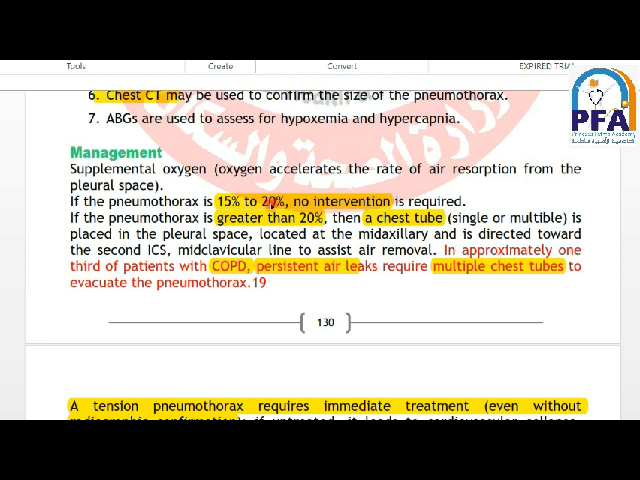 Tools Create Convert EXPIRED TRIA
6. Chest CT may be used to confirm the size of the pneumothorax.
7. ABGs are used to assess for hypoxemia and hypercapnia.
PFA
Management
Supplemental oxygen (oxygen accelerates the rate of air resorption from the
pleural space).
If the pneumothorax is 15% to 20%, no intervention is required.
If the pneumothorax is greater than 20%, then a chest tube (single or multible) is
placed in the pleural space, located at the midaxillary and is directed toward
the second ICS, midclavicular line to assist air removal. In approximately one
third of patients with COPD, persistent air leaks require multiple chest tubes to
evacuate the pneumothorax.19
130
A tension pneumothorax requires immediate treatment (even without